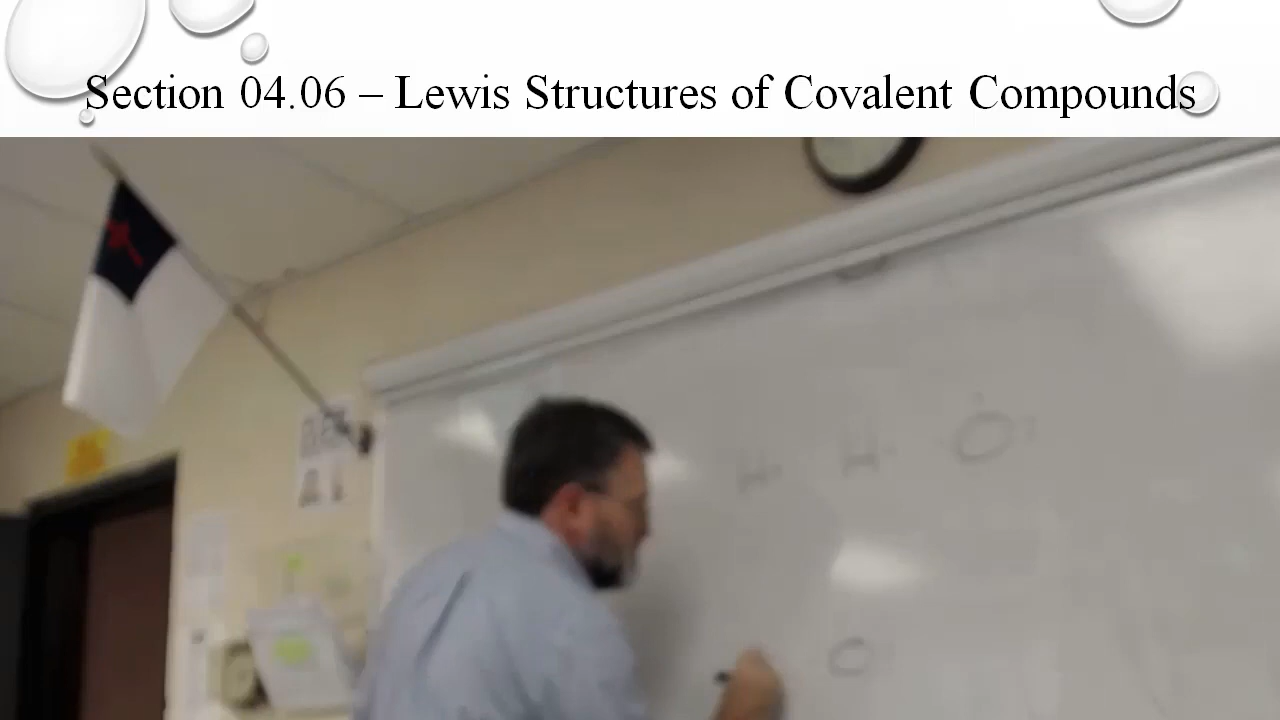 Section 04.06 – Lewis Structures of Covalent Compounds
H· H· ·O:
O